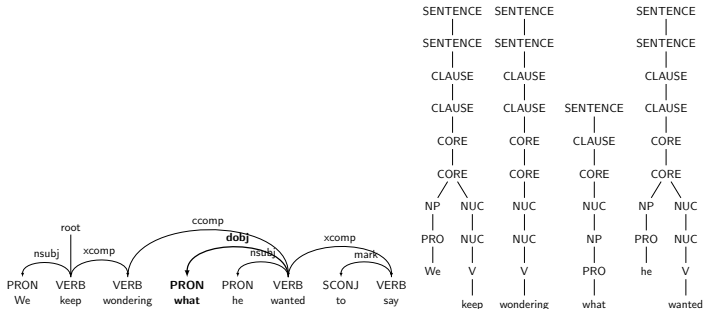 SENTENCE SENTENCE SENTENCE
SENTENCE SENTENCE SENTENCE
CLAUSE CLAUSE CLAUSE
CLAUSE CLAUSE SENTENCE CLAUSE
CORE CORE CLAUSE CORE
CORE CORE CORE CORE
NP NUC NUC NUC NP NUC
PRO NUC NUC NP PRO NUC
We V V PRO he V
keep wondering what wanted
root
ccomp
dobj
nsubj xcomp nsubj xcomp mark
PRON VERB VERB PRON PRON VERB SCONJ VERB
We keep wondering what he wanted to say